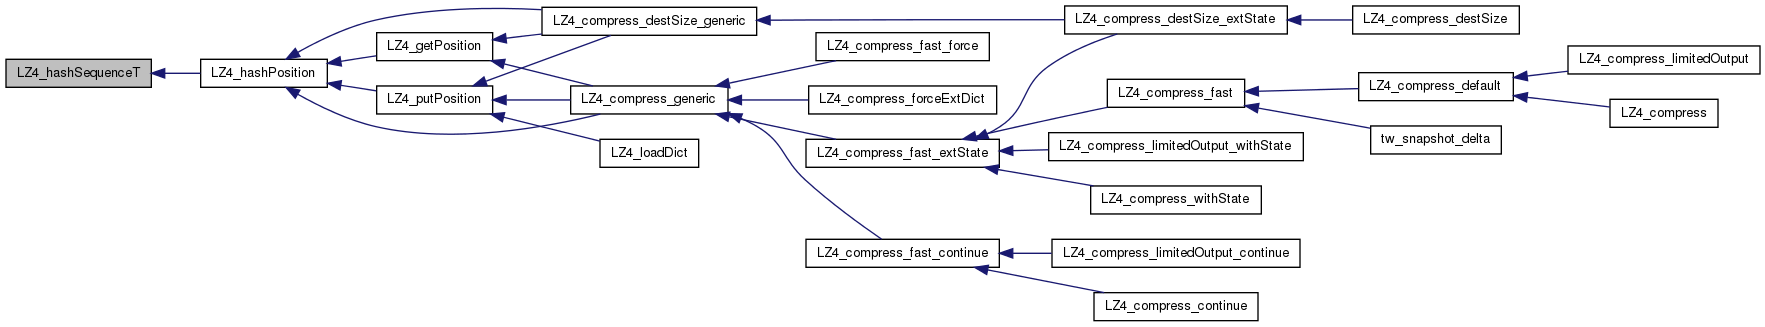 LZ4_hashSequenceT
LZ4_hashPosition
LZ4_getPosition
LZ4_putPosition
LZ4_compress_destSize_generic
LZ4_compress_generic
LZ4_loadDict
LZ4_compress_fast_force
LZ4_compress_forceExtDict
LZ4_compress_fast_extState
LZ4_compress_fast_continue
LZ4_compress_destSize_extState
LZ4_compress_fast
LZ4_compress_limitedOutput_withState
LZ4_compress_withState
LZ4_compress_limitedOutput_continue
LZ4_compress_continue
LZ4_compress_destSize
LZ4_compress_default
tw_snapshot_delta
LZ4_compress_limitedOutput
LZ4_compress